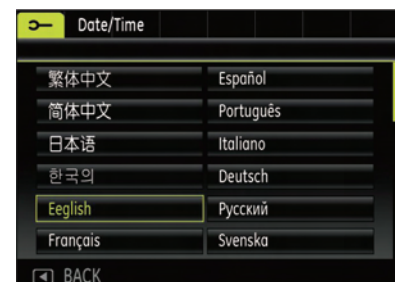 Date/Time
繁体中文 Español
简体中文 Português
日本语 Italiano
한국의 Deutsch
Eeglish Русский
Français Svenska
BACK